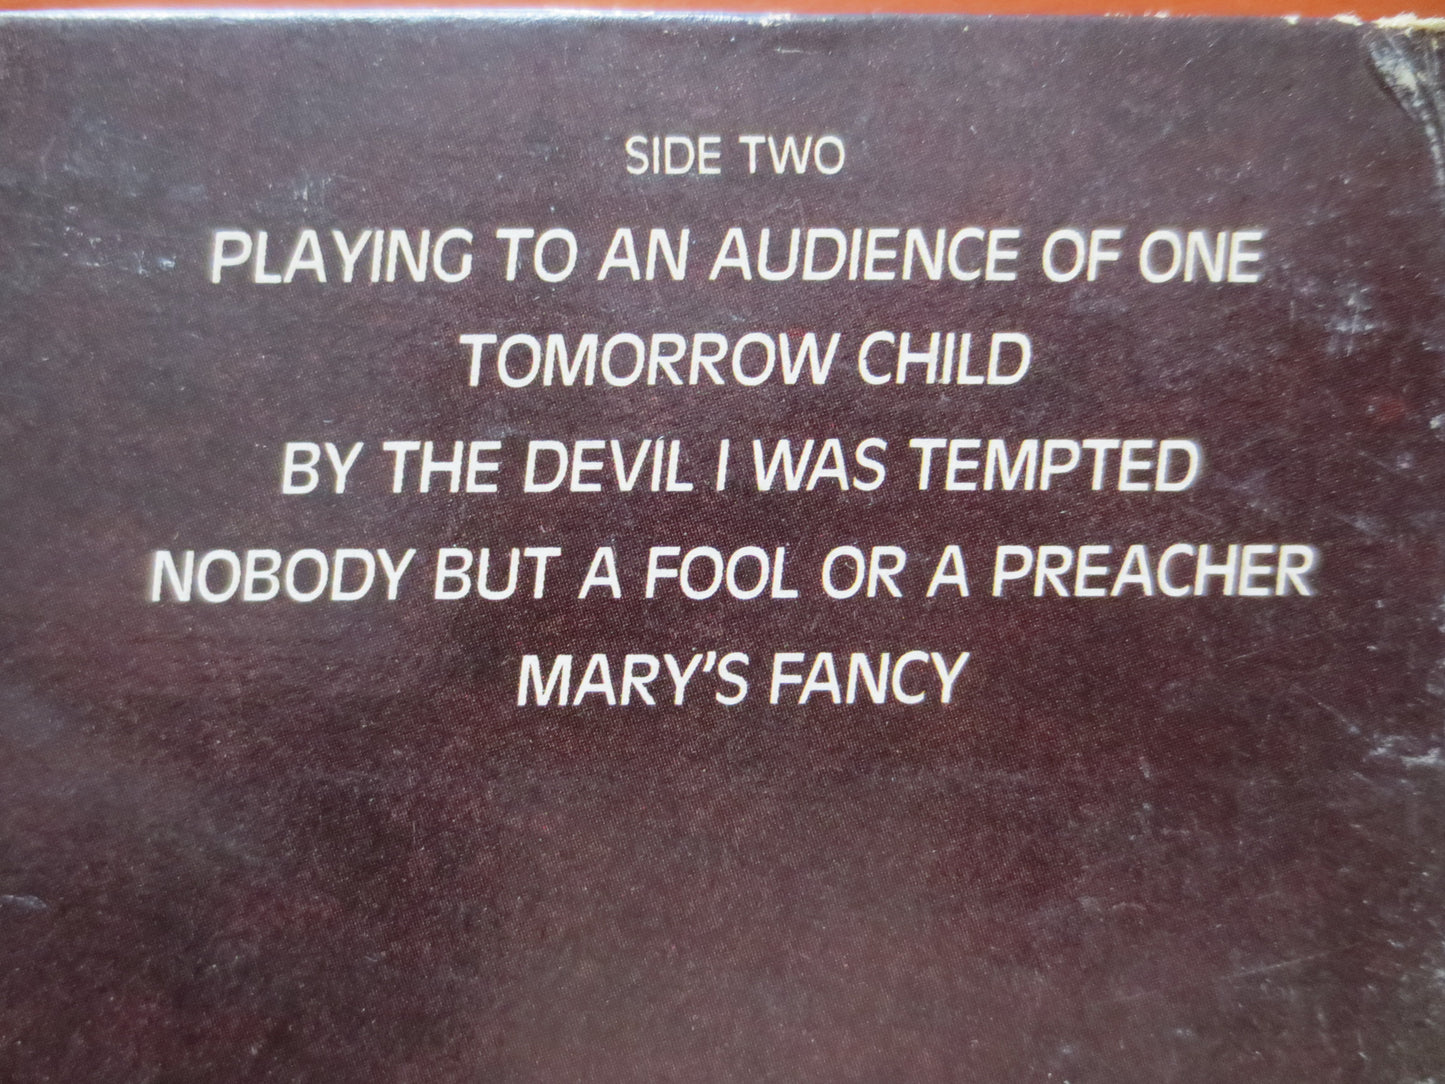 SIDE TWO
PLAYING TO AN AUDIENCE OF ONE
TOMORROW CHILD
BY THE DEVIL I WAS TEMPTED
NOBODY BUT A FOOL OR A PREACHER
MARY'S FANCY